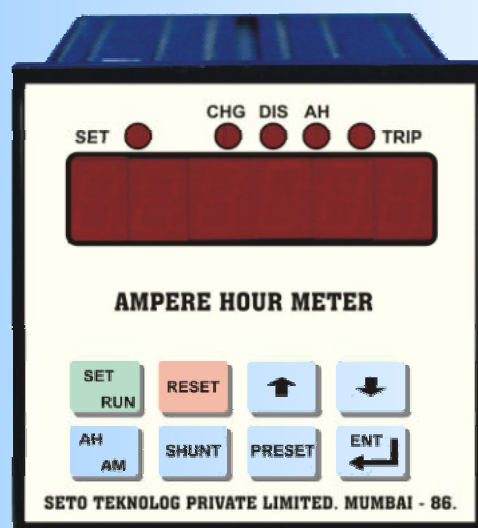 CHG DIS AH
SET TRIP
AMPERE HOUR METER
SET RUN RESET
AH AM SHUNT PRESET ENT
SETO TEKNOLOG PRIVATE LIMITED. MUMBAI - 86.